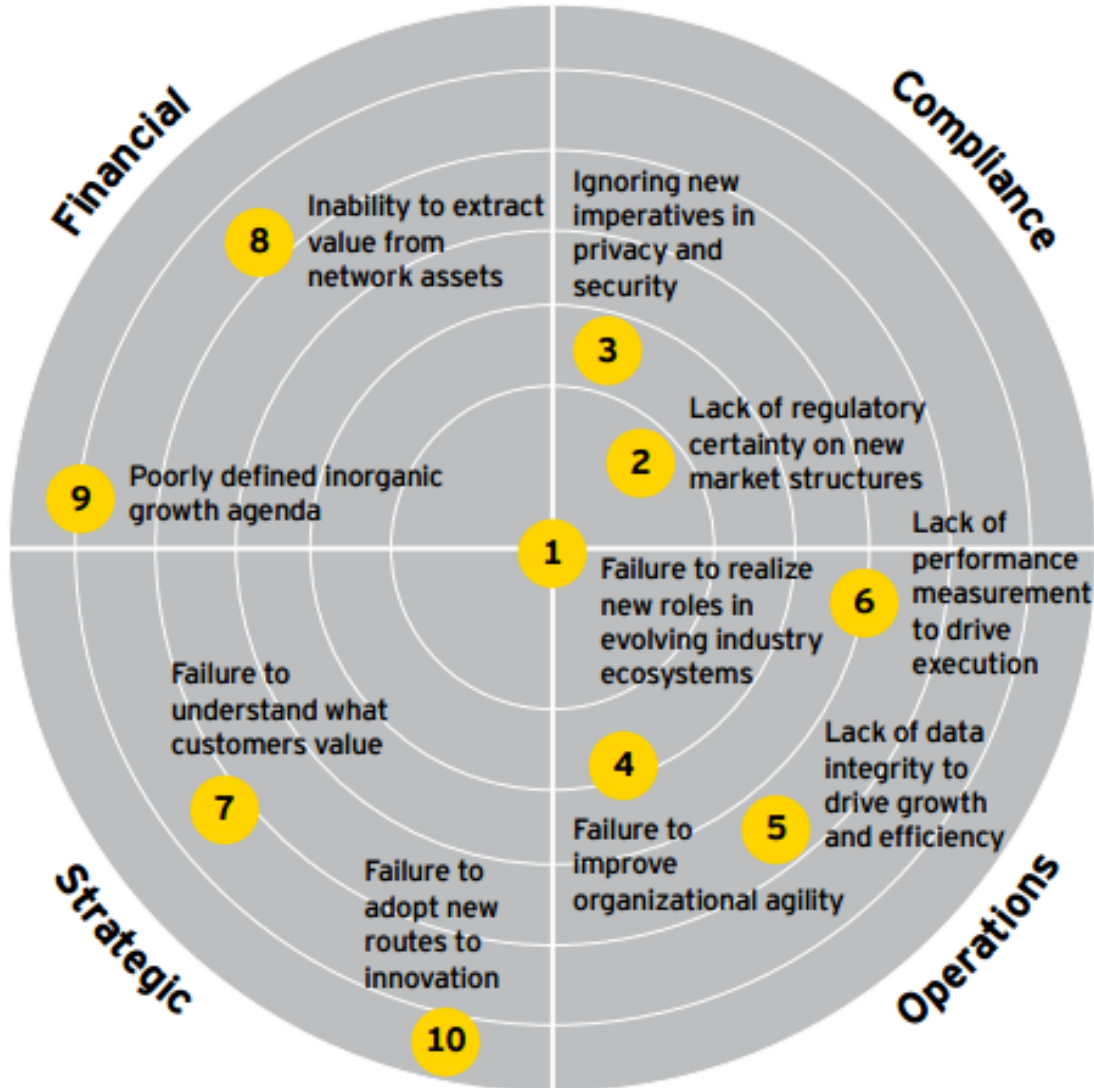 Financial
Compliance
8
Inability to extract
value from
network assets
Ignoring new
imperatives in
privacy and
security
3
Lack of regulatory
certainty on new
market structures
2
9
Poorly defined inorganic
growth agenda
1
Failure to realize
new roles in
evolving industry
ecosystems
6
Lack of
performance
measurement
to drive
execution
Failure to
understand what
customers value
7
4
Failure to
improve
organizational agility
5
Lack of data
integrity to
drive growth
and efficiency
Failure to
adopt new
routes to
innovation
10
Strategic
Operations